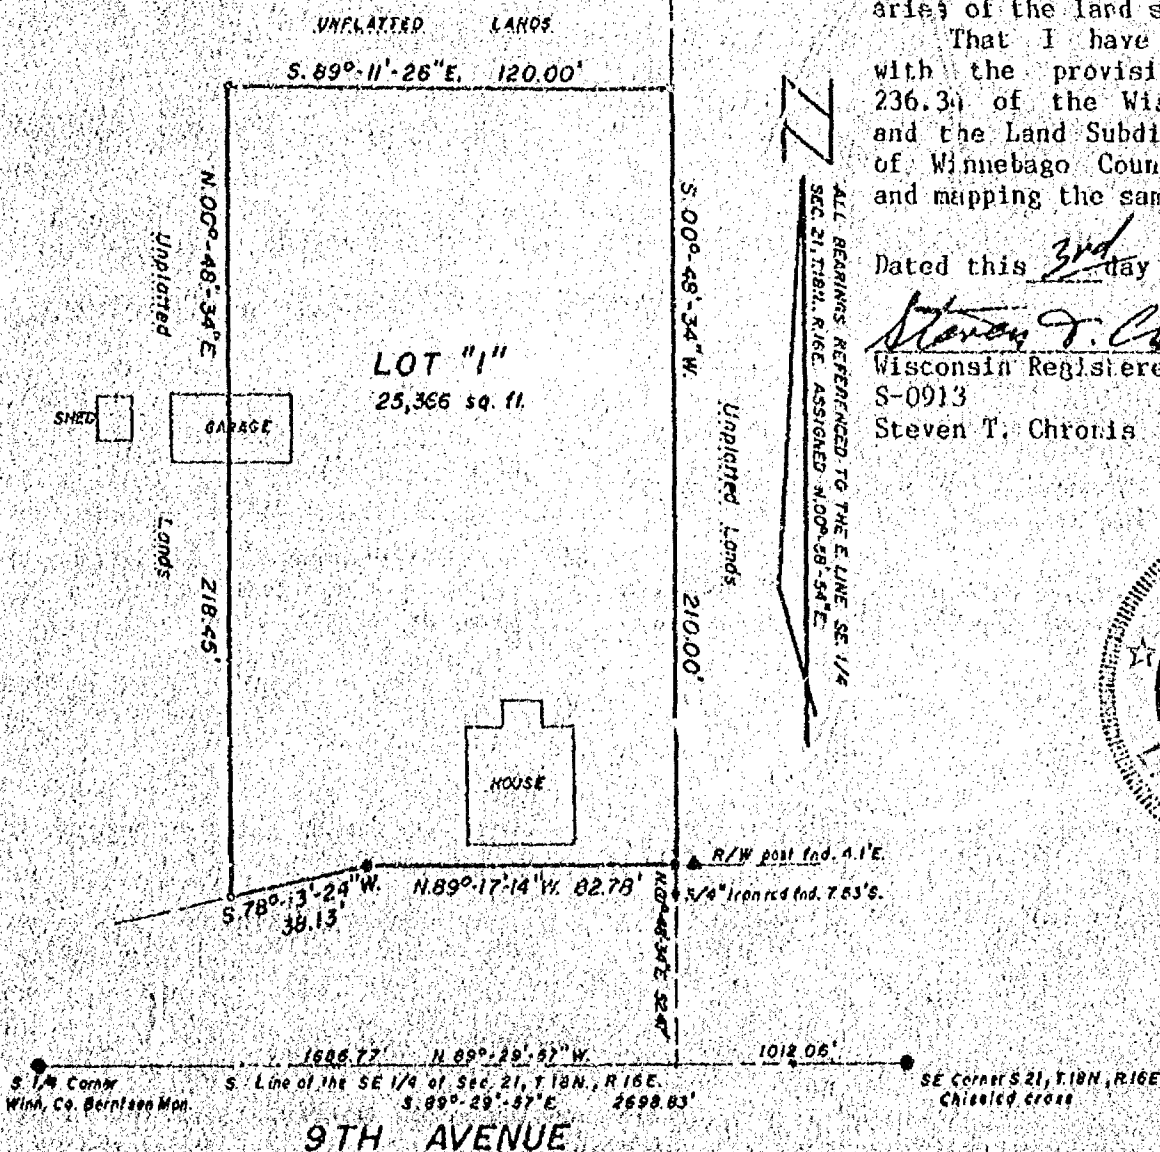 UNPLATTED LANDS
S. 89°-11'-26"E. 120.00'
N. 00°-48'-34"E
218.45'
Unplatted
Lands
S. 00°-48'-34"W.
210.00'
Unplatted Lands
LOT "1"
25,366 sq. ft.
SHED
GARAGE
HOUSE
ALL BEARINGS REFERENCED TO THE E. LINE SE 1/4
SEC. 21, T.18N., R.16E. ASSIGNED N.00°-58'-54"E.
aries of the land s
That I have
with the provisi
236.34 of the Wis
and the Land Subdi
of Winnebago Coun
and mapping the sam
Dated this 3rd day
Steven T. C
Wisconsin Registere
S-0913
Steven T. Chronis
R/W post fnd. 4.1'E.
3/4" Iron rod fnd. 7.53'S.
N.89°-17'-14"W. 82.78'
S.78°-13'-24"W.
38.13'
N.00°-48'-34"E
1686.77' N 89°-29'-57"W. 1012.06'
S 1/4 Corner
Winn, Co. Berntsen Mon.
S. Line of the SE 1/4 of Sec. 21, T 18N., R 16E.
S. 89°-29'-57"E 2698.83'
SE Corner S 21, T.18N., R.16E
Chiseled cross
9TH AVENUE